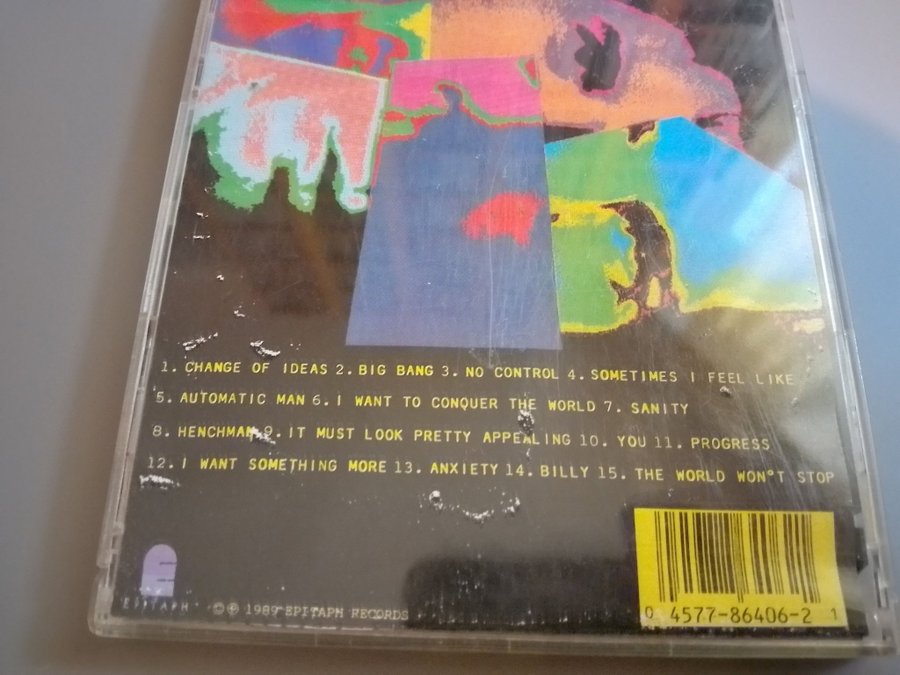 1. CHANGE OF IDEAS 2. BIG BANG 3. NO CONTROL 4. SOMETIMES I FEEL LIKE
5. AUTOMATIC MAN 6. I WANT TO CONQUER THE WORLD 7. SANITY
8. HENCHMAN 9. IT MUST LOOK PRETTY APPEALING 10. YOU 11. PROGRESS
12. I WANT SOMETHING MORE 13. ANXIETY 14. BILLY 15. THE WORLD WON°T STOP
EPITAPH ©℗ 1989 EPITAPH RECORDS
0 4577-86406-2 1